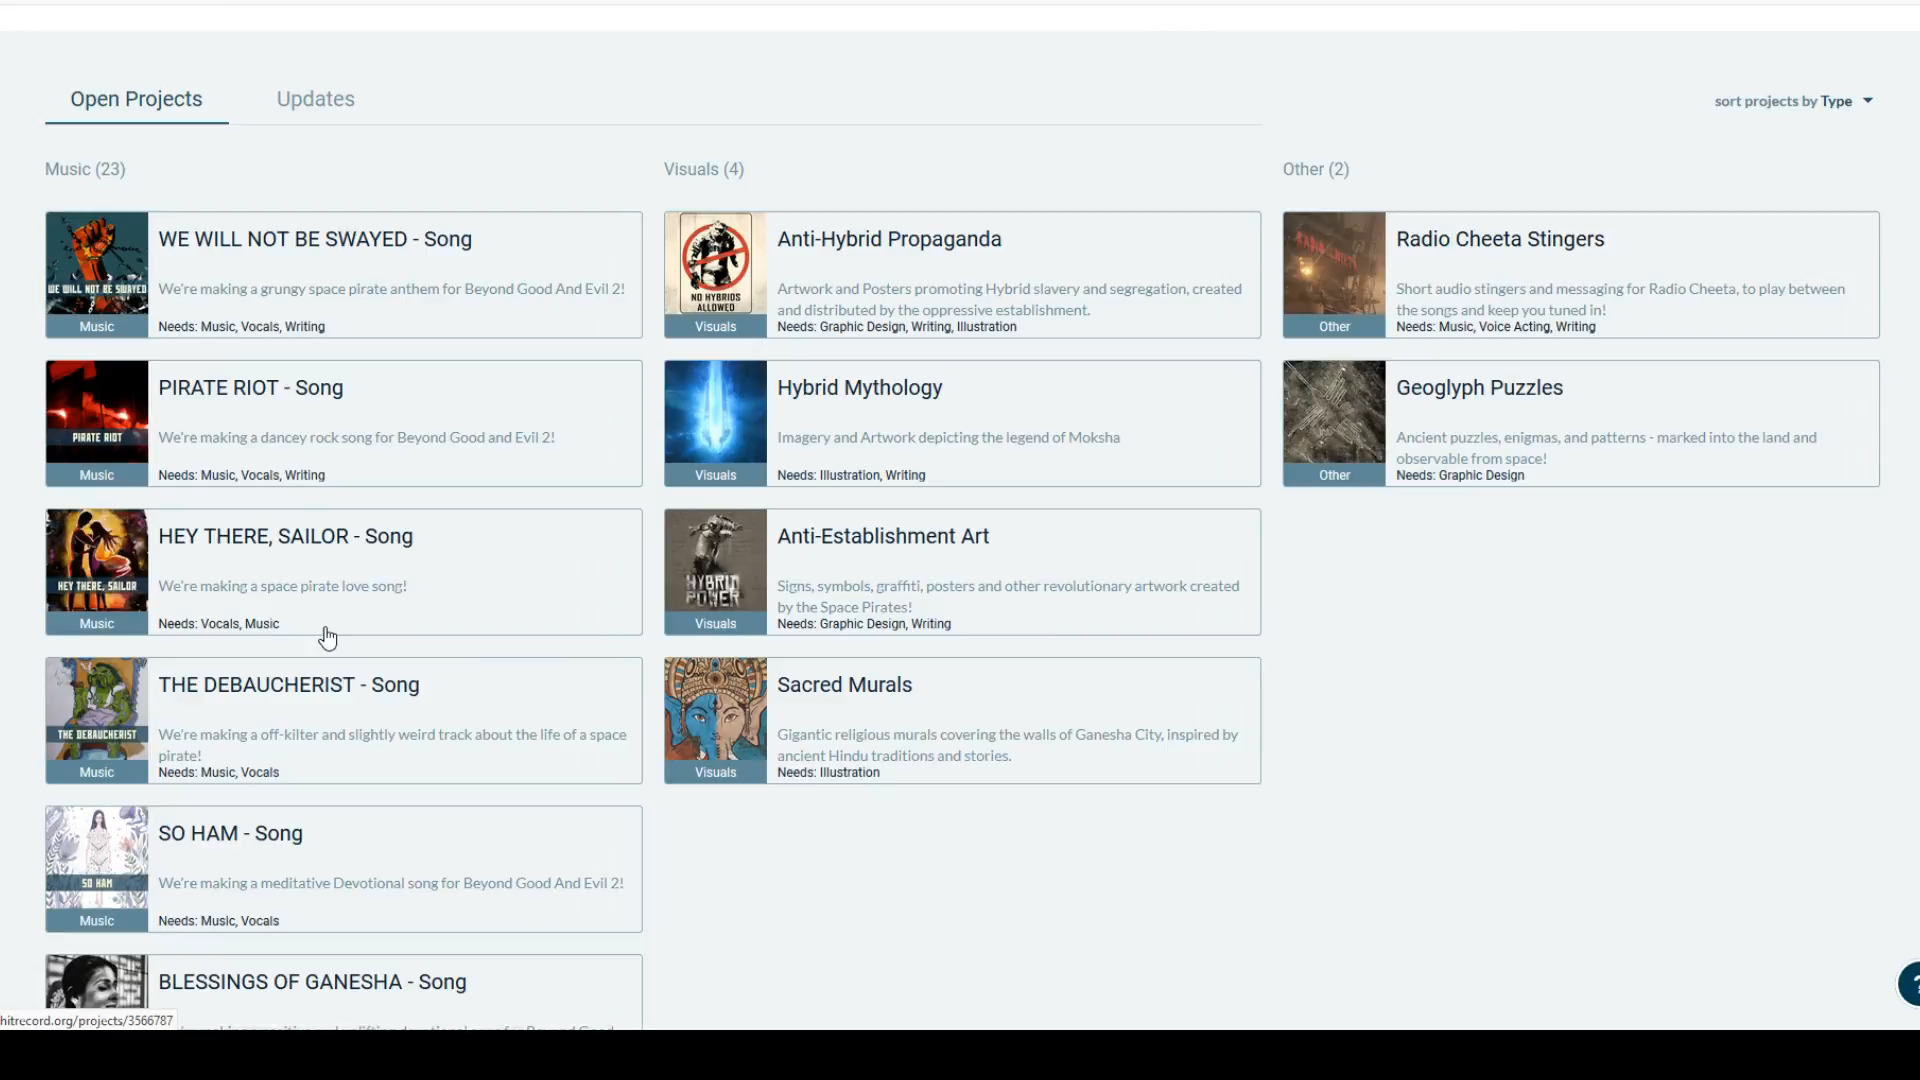 Open Projects
Updates
sort projects by Type
Music (23)
WE WILL NOT BE SWAYED
Music
WE WILL NOT BE SWAYED - Song
We're making a grungy space pirate anthem for Beyond Good And Evil 2!
Needs: Music, Vocals, Writing
PIRATE RIOT
Music
PIRATE RIOT - Song
We're making a dancey rock song for Beyond Good and Evil 2!
Needs: Music, Vocals, Writing
HEY THERE, SAILOR
Music
HEY THERE, SAILOR - Song
We're making a space pirate love song!
Needs: Vocals, Music
THE DEBAUCHERIST
Music
THE DEBAUCHERIST - Song
We're making a off-kilter and slightly weird track about the life of a space
pirate!
Needs: Music, Vocals
SO HAM
Music
SO HAM - Song
We're making a meditative Devotional song for Beyond Good And Evil 2!
Needs: Music, Vocals
BLESSINGS OF GANESHA - Song
Visuals (4)
NO HYBRIDS
ALLOWED
Visuals
Anti-Hybrid Propaganda
Artwork and Posters promoting Hybrid slavery and segregation, created
and distributed by the oppressive establishment.
Needs: Graphic Design, Writing, Illustration
Visuals
Hybrid Mythology
Imagery and Artwork depicting the legend of Moksha
Needs: Illustration, Writing
HYBRID
POWER
Visuals
Anti-Establishment Art
Signs, symbols, graffiti, posters and other revolutionary artwork created
by the Space Pirates!
Needs: Graphic Design, Writing
Visuals
Sacred Murals
Gigantic religious murals covering the walls of Ganesha City, inspired by
ancient Hindu traditions and stories.
Needs: Illustration
Other (2)
RADIO CHEETA
Other
Radio Cheeta Stingers
Short audio stingers and messaging for Radio Cheeta, to play between
the songs and keep you tuned in!
Needs: Music, Voice Acting, Writing
Other
Geoglyph Puzzles
Ancient puzzles, enigmas, and patterns - marked into the land and
observable from space!
Needs: Graphic Design
hitrecord.org/projects/3566787
?